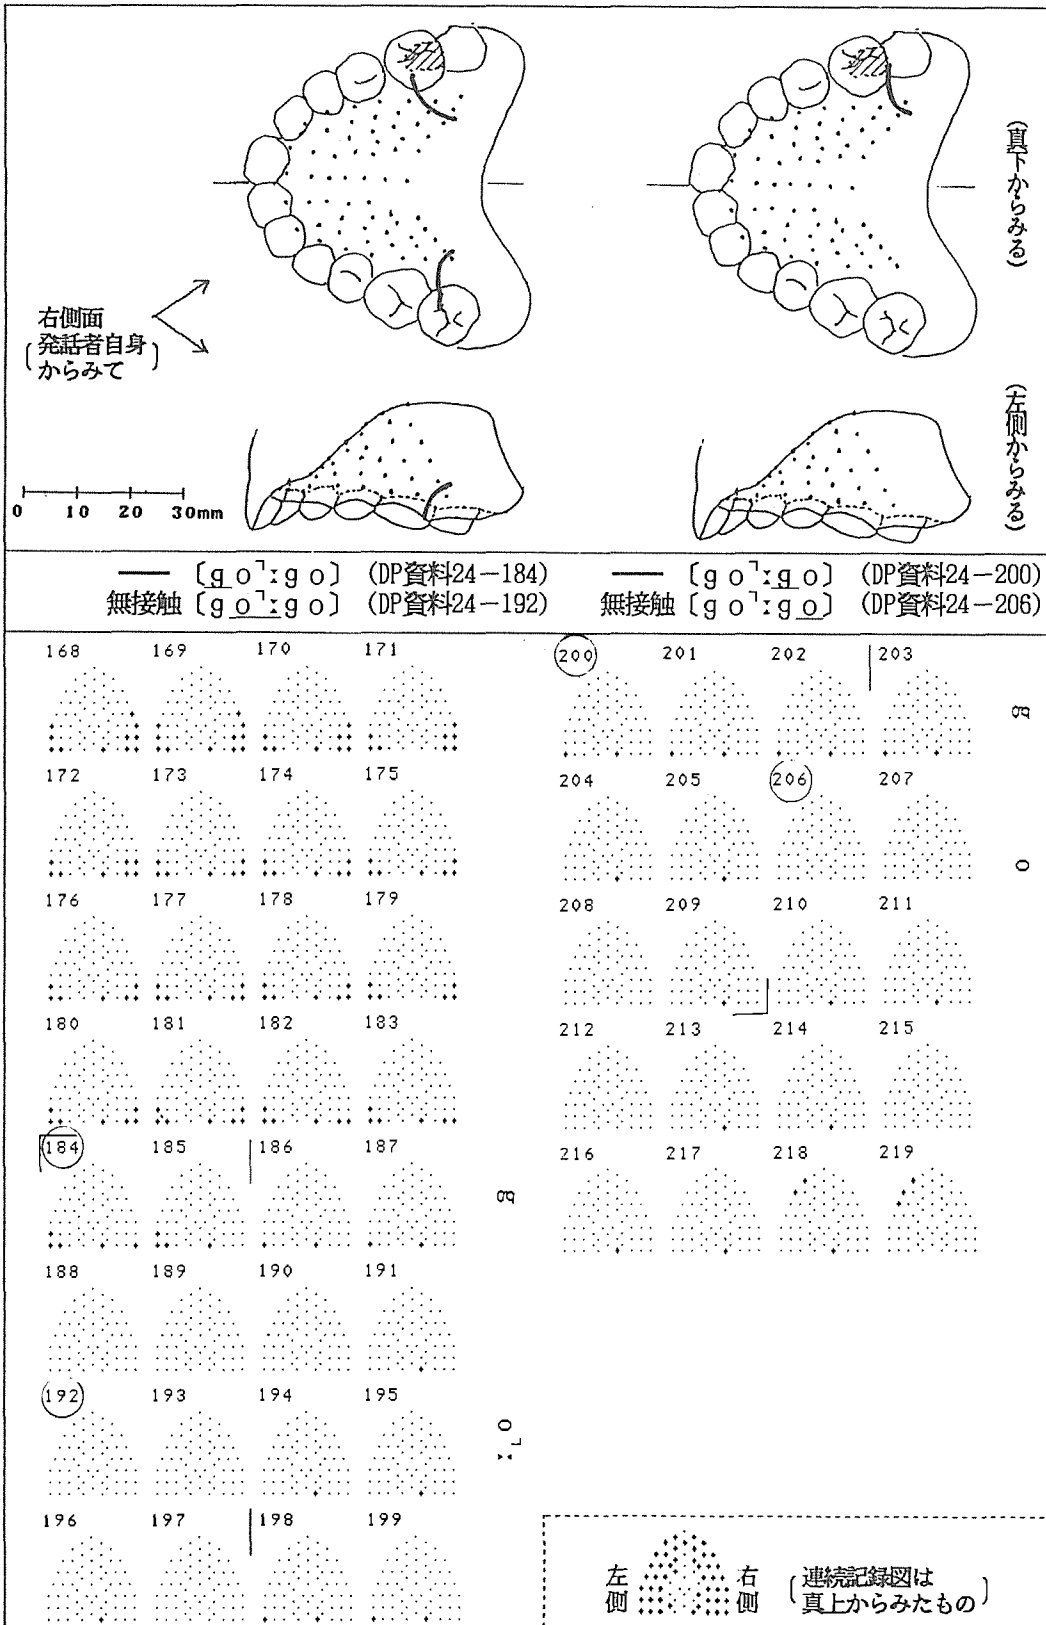 (真下からみる)
右側面
(発話者自身
からみて)
(左側からみる)
0 10 20 30mm
━━ [go˥ːgo] (DP資料24-184)
無接触 [go˥ːgo] (DP資料24-192)
━━ [go˥ːgo] (DP資料24-200)
無接触 [go˥ːgo] (DP資料24-206)
168 169 170 171
172 173 174 175
176 177 178 179
180 181 182 183
184 185 186 187
g
188 189 190 191
192 193 194 195
o˥ː
196 197 198 199
200 201 202 203
g
204 205 206 207
o
208 209 210 211
212 213 214 215
216 217 218 219
左側 右側 (連続記録図は
真上からみたもの)